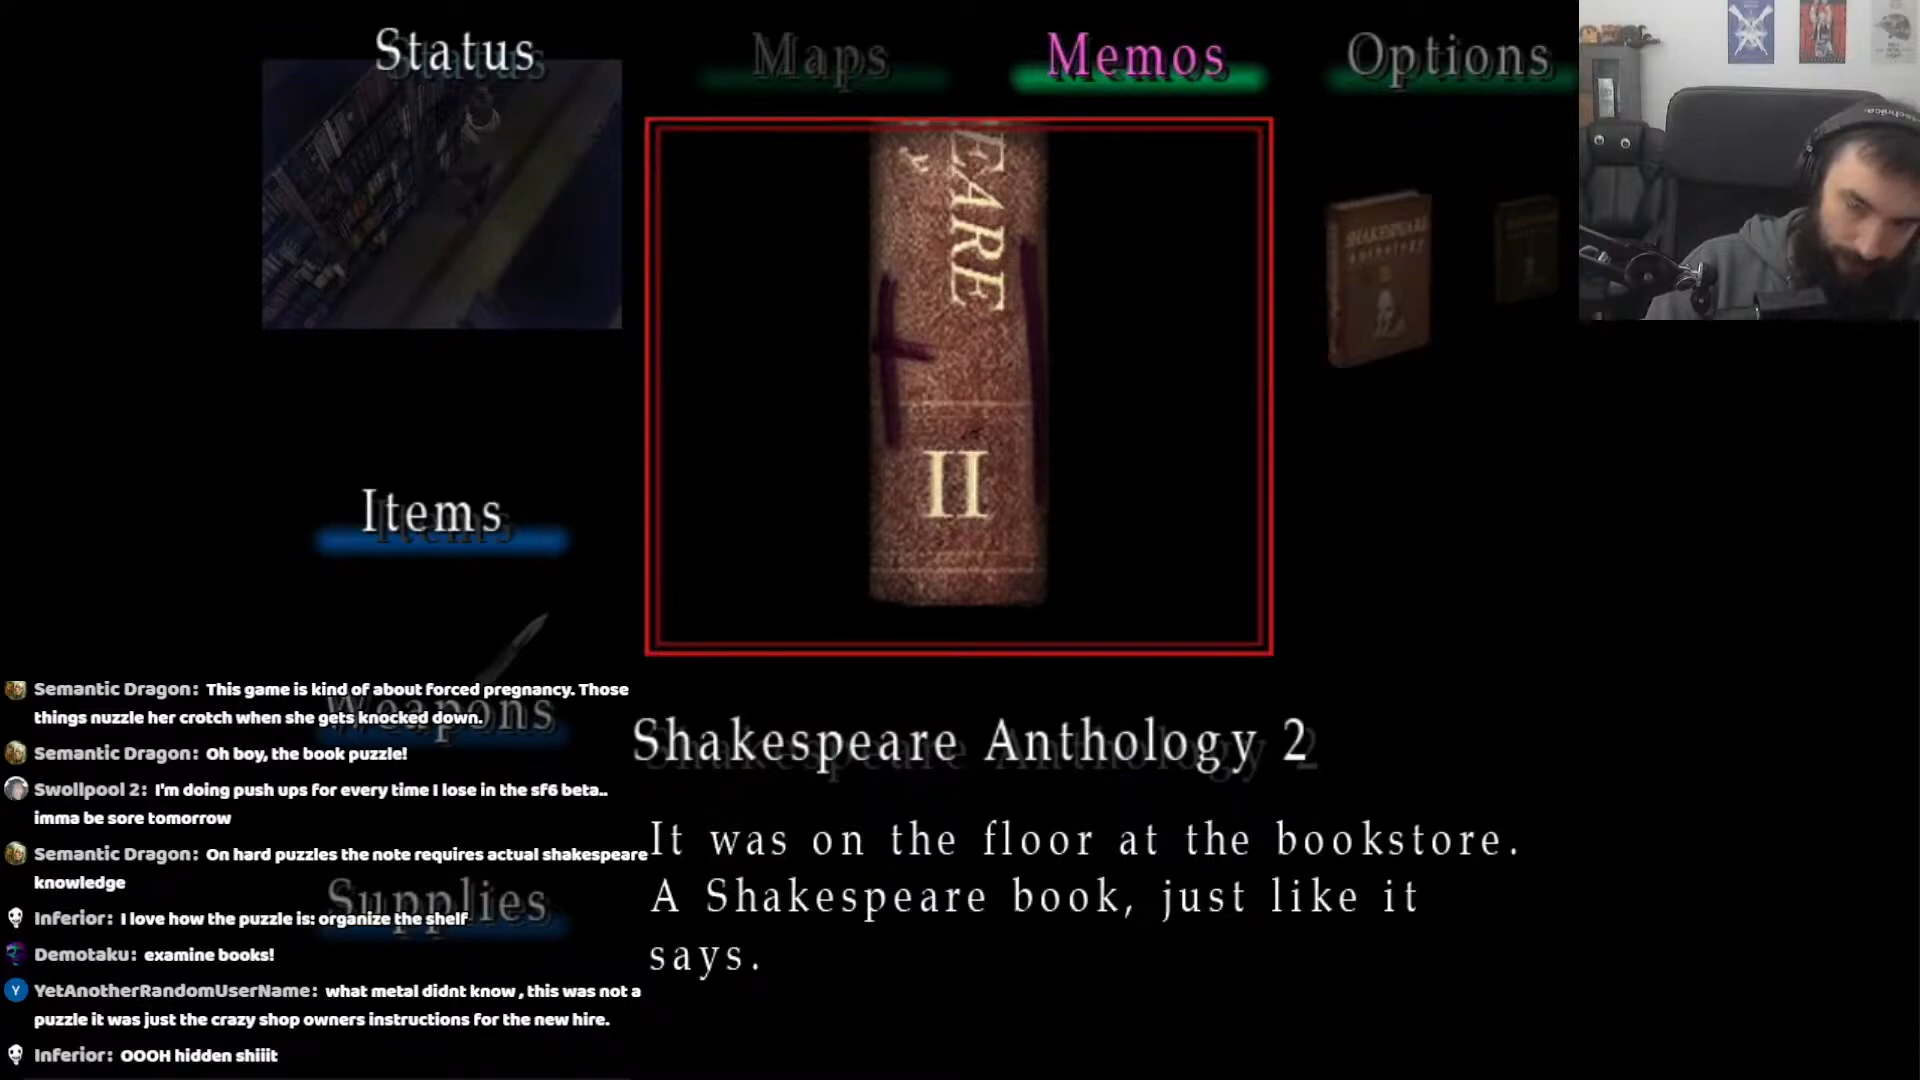 Status
Maps
Memos
Options
EARE
y
II
SHAKESPEARE
anthology
Items
Weapons
Supplies
Shakespeare Anthology 2
It was on the floor at the bookstore.
A Shakespeare book, just like it
says.
Semantic Dragon: This game is kind of about forced pregnancy. Those
things nuzzle her crotch when she gets knocked down.
Semantic Dragon: Oh boy, the book puzzle!
Swollpool 2: I'm doing push ups for every time I lose in the sf6 beta..
imma be sore tomorrow
Semantic Dragon: On hard puzzles the note requires actual shakespeare
knowledge
Inferior: I love how the puzzle is: organize the shelf
Demotaku: examine books!
Y YetAnotherRandomUserName: what metal didnt know , this was not a
puzzle it was just the crazy shop owners instructions for the new hire.
Inferior: OOOH hidden shiiit